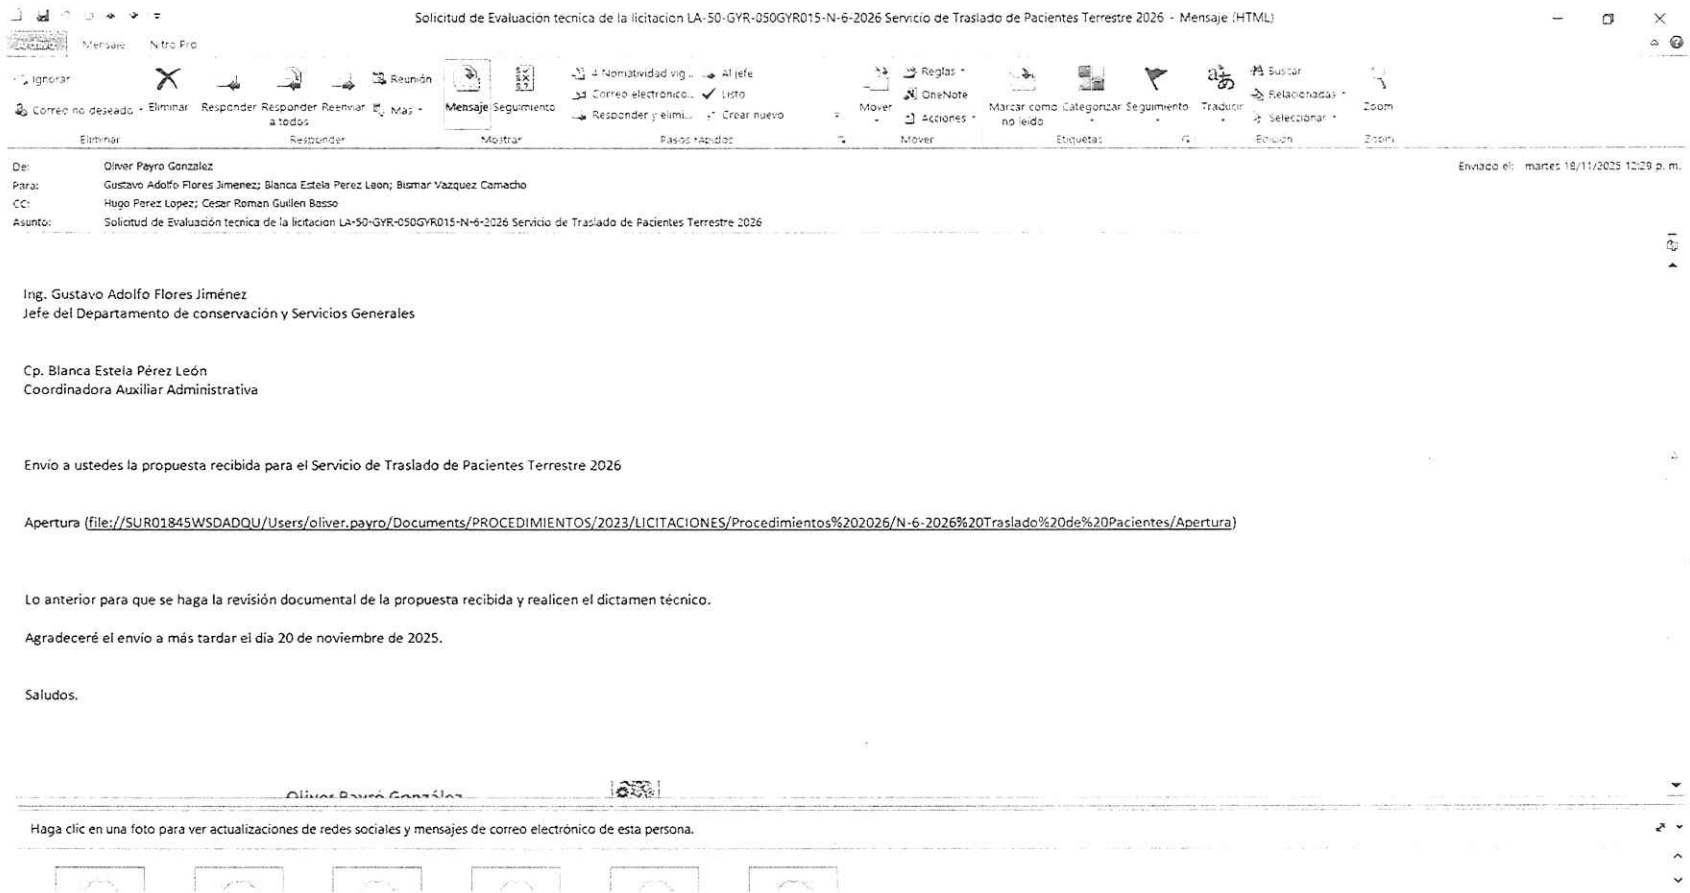 Solicitud de Evaluación tecnica de la licitacion LA-50-GYR-050GYR015-N-6-2026 Servicio de Traslado de Pacientes Terrestre 2026 - Mensaje (HTML)
Archivo Mensaje Nitro Pro
Ignorar
Correo no deseado
Eliminar
Responder
Responder a todos
Reenviar
Reunión
Más
Mensaje
Seguimiento
4 Normatividad vig...
Correo electrónico...
Responder y elimi...
Al jefe
Listo
Crear nuevo
Mover
Reglas
OneNote
Acciones
Marcar como no leído
Categorizar
Seguimiento
Traducir
Buscar
Relacionadas
Seleccionar
Zoom
Eliminar Responder Mostrar Pasos rápidos Mover Etiquetas Edición Zoom
De: Oliver Payro Gonzalez
Enviado el: martes 18/11/2025 12:29 p. m.
Para: Gustavo Adolfo Flores Jimenez; Blanca Estela Perez Leon; Bismar Vazquez Camacho
CC: Hugo Perez Lopez; Cesar Roman Guillen Basso
Asunto: Solicitud de Evaluación tecnica de la licitacion LA-50-GYR-050GYR015-N-6-2026 Servicio de Traslado de Pacientes Terrestre 2026
Ing. Gustavo Adolfo Flores Jiménez
Jefe del Departamento de conservación y Servicios Generales
Cp. Blanca Estela Pérez León
Coordinadora Auxiliar Administrativa
Envío a ustedes la propuesta recibida para el Servicio de Traslado de Pacientes Terrestre 2026
Apertura (file://SUR01845WSDADQU/Users/oliver.payro/Documents/PROCEDIMIENTOS/2023/LICITACIONES/Procedimientos%202026/N-6-2026%20Traslado%20de%20Pacientes/Apertura)
Lo anterior para que se haga la revisión documental de la propuesta recibida y realicen el dictamen técnico.
Agradeceré el envío a más tardar el día 20 de noviembre de 2025.
Saludos.
Oliver Payró González
Haga clic en una foto para ver actualizaciones de redes sociales y mensajes de correo electrónico de esta persona.